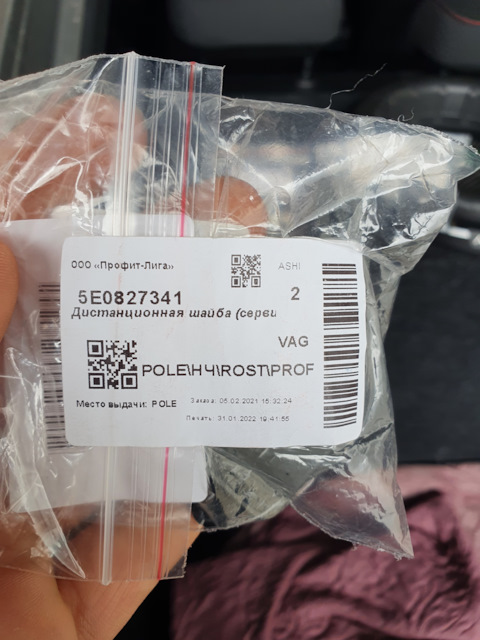 ООО «Профит-Лига»
ASHI
5E0827341
2
Дистанционная шайба (серви
VAG
POLE\НЧ\ROST\PROF
Место выдачи: POLE
Заказ: 05.02.2021 16:32:24
Печать: 31.01.2022 19:41:55